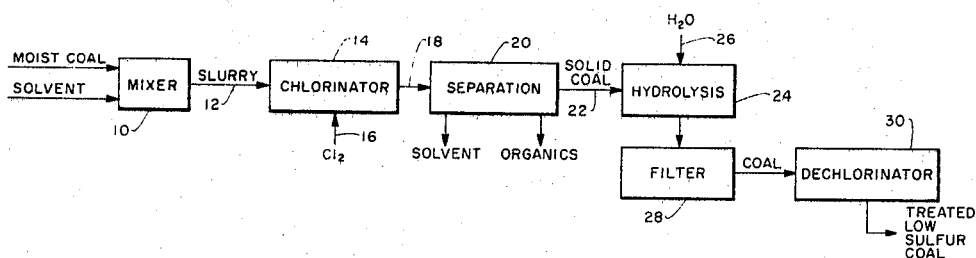 MOIST COAL
SOLVENT
MIXER
10
SLURRY
12
14
CHLORINATOR
16
Cl2
18
20
SEPARATION
SOLVENT
ORGANICS
SOLID
COAL
22
H2O
26
HYDROLYSIS
24
FILTER
28
COAL
30
DECHLORINATOR
TREATED
LOW
SULFUR
COAL